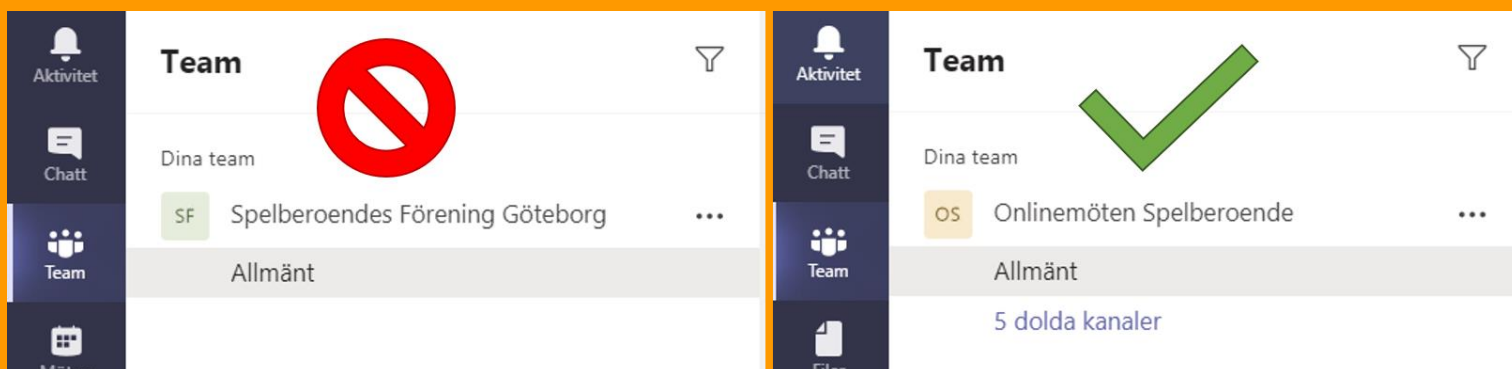 Aktivitet
Team
Chatt
Dina team
SF Spelberoendes Förening Göteborg ...
Team
Allmänt
Aktivitet
Team
Chatt
Dina team
OS Onlinemöten Spelberoende ...
Team
Allmänt
5 dolda kanaler